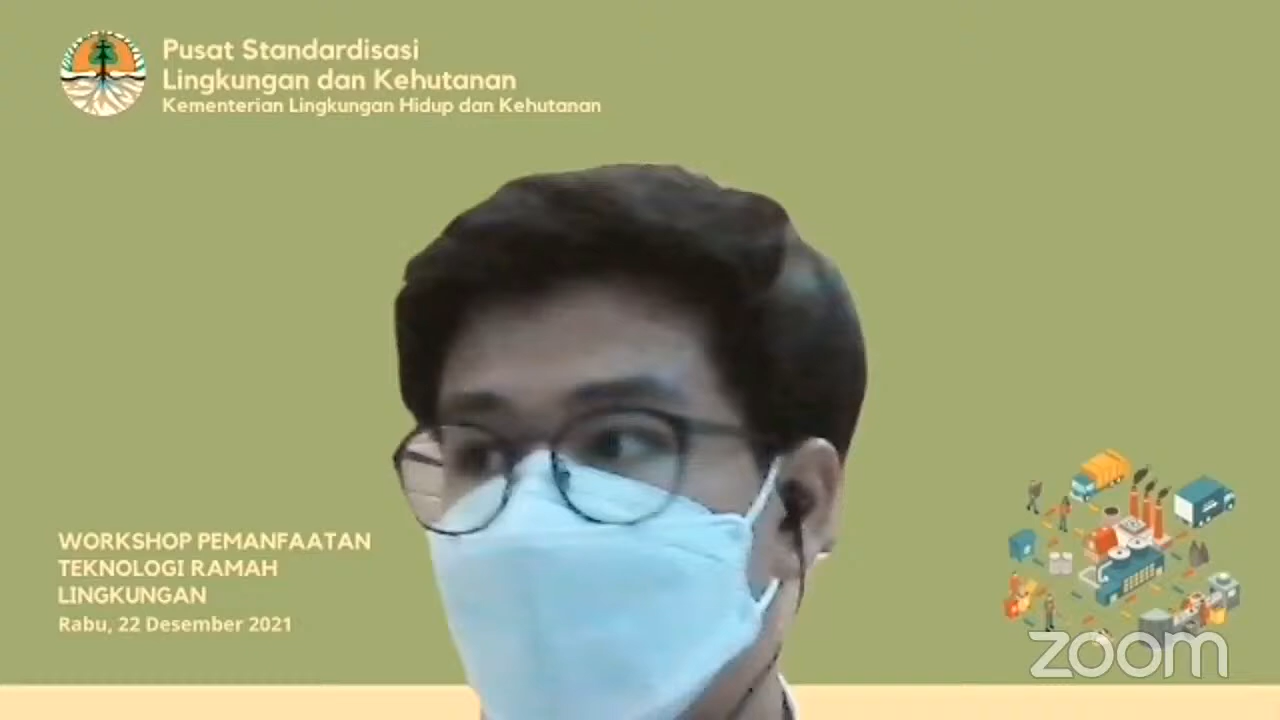 Pusat Standardisasi
Lingkungan dan Kehutanan
Kementerian Lingkungan Hidup dan Kehutanan
WORKSHOP PEMANFAATAN
TEKNOLOGI RAMAH
LINGKUNGAN
Rabu, 22 Desember 2021
zoom